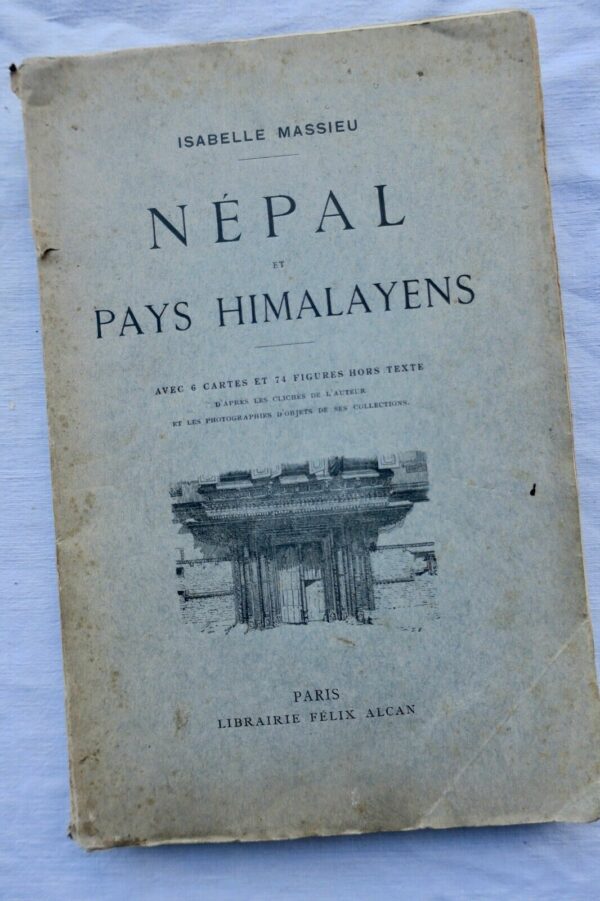 ISABELLE MASSIEU
NÉPAL
ET
PAYS HIMALAYENS
AVEC 6 CARTES ET 74 FIGURES HORS TEXTE
D'APRÈS LES CLICHÉS DE L'AUTEUR
ET LES PHOTOGRAPHIES D'OBJETS DE SES COLLECTIONS.
PARIS
LIBRAIRIE FÉLIX ALCAN